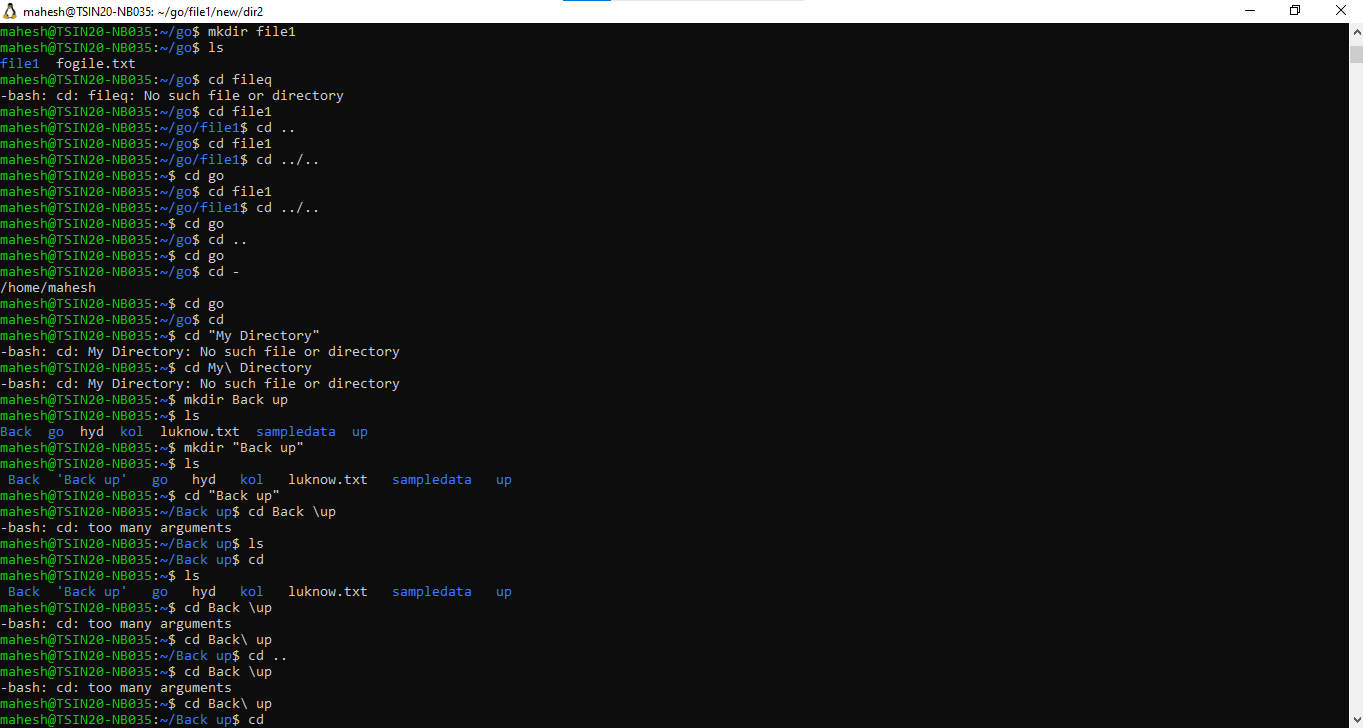 mahesh@TSIN20-NB035: ~/go/file1/new/dir2
mahesh@TSIN20-NB035:~/go$ mkdir file1
mahesh@TSIN20-NB035:~/go$ ls
file1  fogile.txt
mahesh@TSIN20-NB035:~/go$ cd fileq
-bash: cd: fileq: No such file or directory
mahesh@TSIN20-NB035:~/go$ cd file1
mahesh@TSIN20-NB035:~/go/file1$ cd ..
mahesh@TSIN20-NB035:~/go$ cd file1
mahesh@TSIN20-NB035:~/go/file1$ cd ../..
mahesh@TSIN20-NB035:~$ cd go
mahesh@TSIN20-NB035:~/go$ cd file1
mahesh@TSIN20-NB035:~/go/file1$ cd ../..
mahesh@TSIN20-NB035:~$ cd go
mahesh@TSIN20-NB035:~/go$ cd ..
mahesh@TSIN20-NB035:~$ cd go
mahesh@TSIN20-NB035:~/go$ cd -
/home/mahesh
mahesh@TSIN20-NB035:~$ cd go
mahesh@TSIN20-NB035:~/go$ cd
mahesh@TSIN20-NB035:~$ cd "My Directory"
-bash: cd: My Directory: No such file or directory
mahesh@TSIN20-NB035:~$ cd My\ Directory
-bash: cd: My Directory: No such file or directory
mahesh@TSIN20-NB035:~$ mkdir Back up
mahesh@TSIN20-NB035:~$ ls
Back  go  hyd  kol  luknow.txt  sampledata  up
mahesh@TSIN20-NB035:~$ mkdir "Back up"
mahesh@TSIN20-NB035:~$ ls
 Back  'Back up'   go   hyd   kol   luknow.txt   sampledata   up
mahesh@TSIN20-NB035:~$ cd "Back up"
mahesh@TSIN20-NB035:~/Back up$ cd Back \up
-bash: cd: too many arguments
mahesh@TSIN20-NB035:~/Back up$ ls
mahesh@TSIN20-NB035:~/Back up$ cd
mahesh@TSIN20-NB035:~$ ls
 Back  'Back up'   go   hyd   kol   luknow.txt   sampledata   up
mahesh@TSIN20-NB035:~$ cd Back \up
-bash: cd: too many arguments
mahesh@TSIN20-NB035:~$ cd Back\ up
mahesh@TSIN20-NB035:~/Back up$ cd ..
mahesh@TSIN20-NB035:~$ cd Back \up
-bash: cd: too many arguments
mahesh@TSIN20-NB035:~$ cd Back\ up
mahesh@TSIN20-NB035:~/Back up$ cd